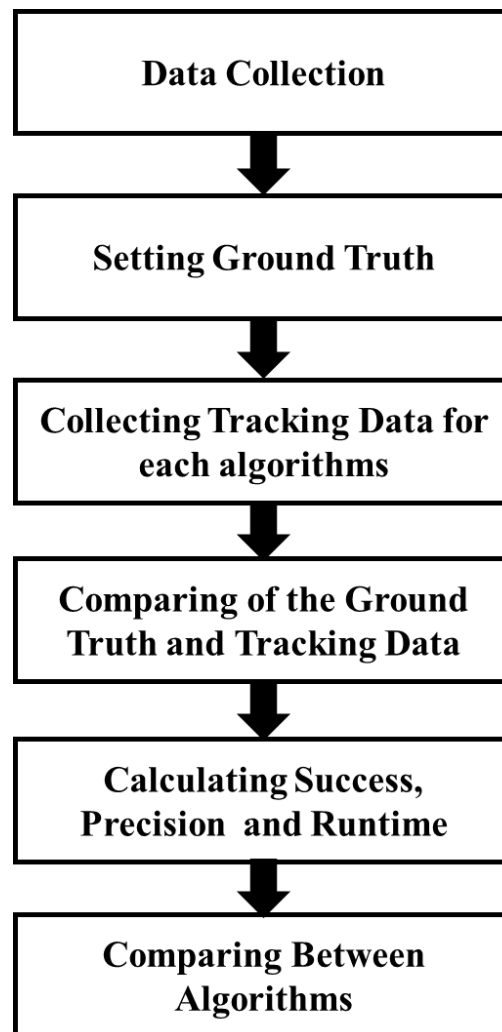 Data Collection
Setting Ground Truth
Collecting Tracking Data for
each algorithms
Comparing of the Ground
Truth and Tracking Data
Calculating Success,
Precision and Runtime
Comparing Between
Algorithms